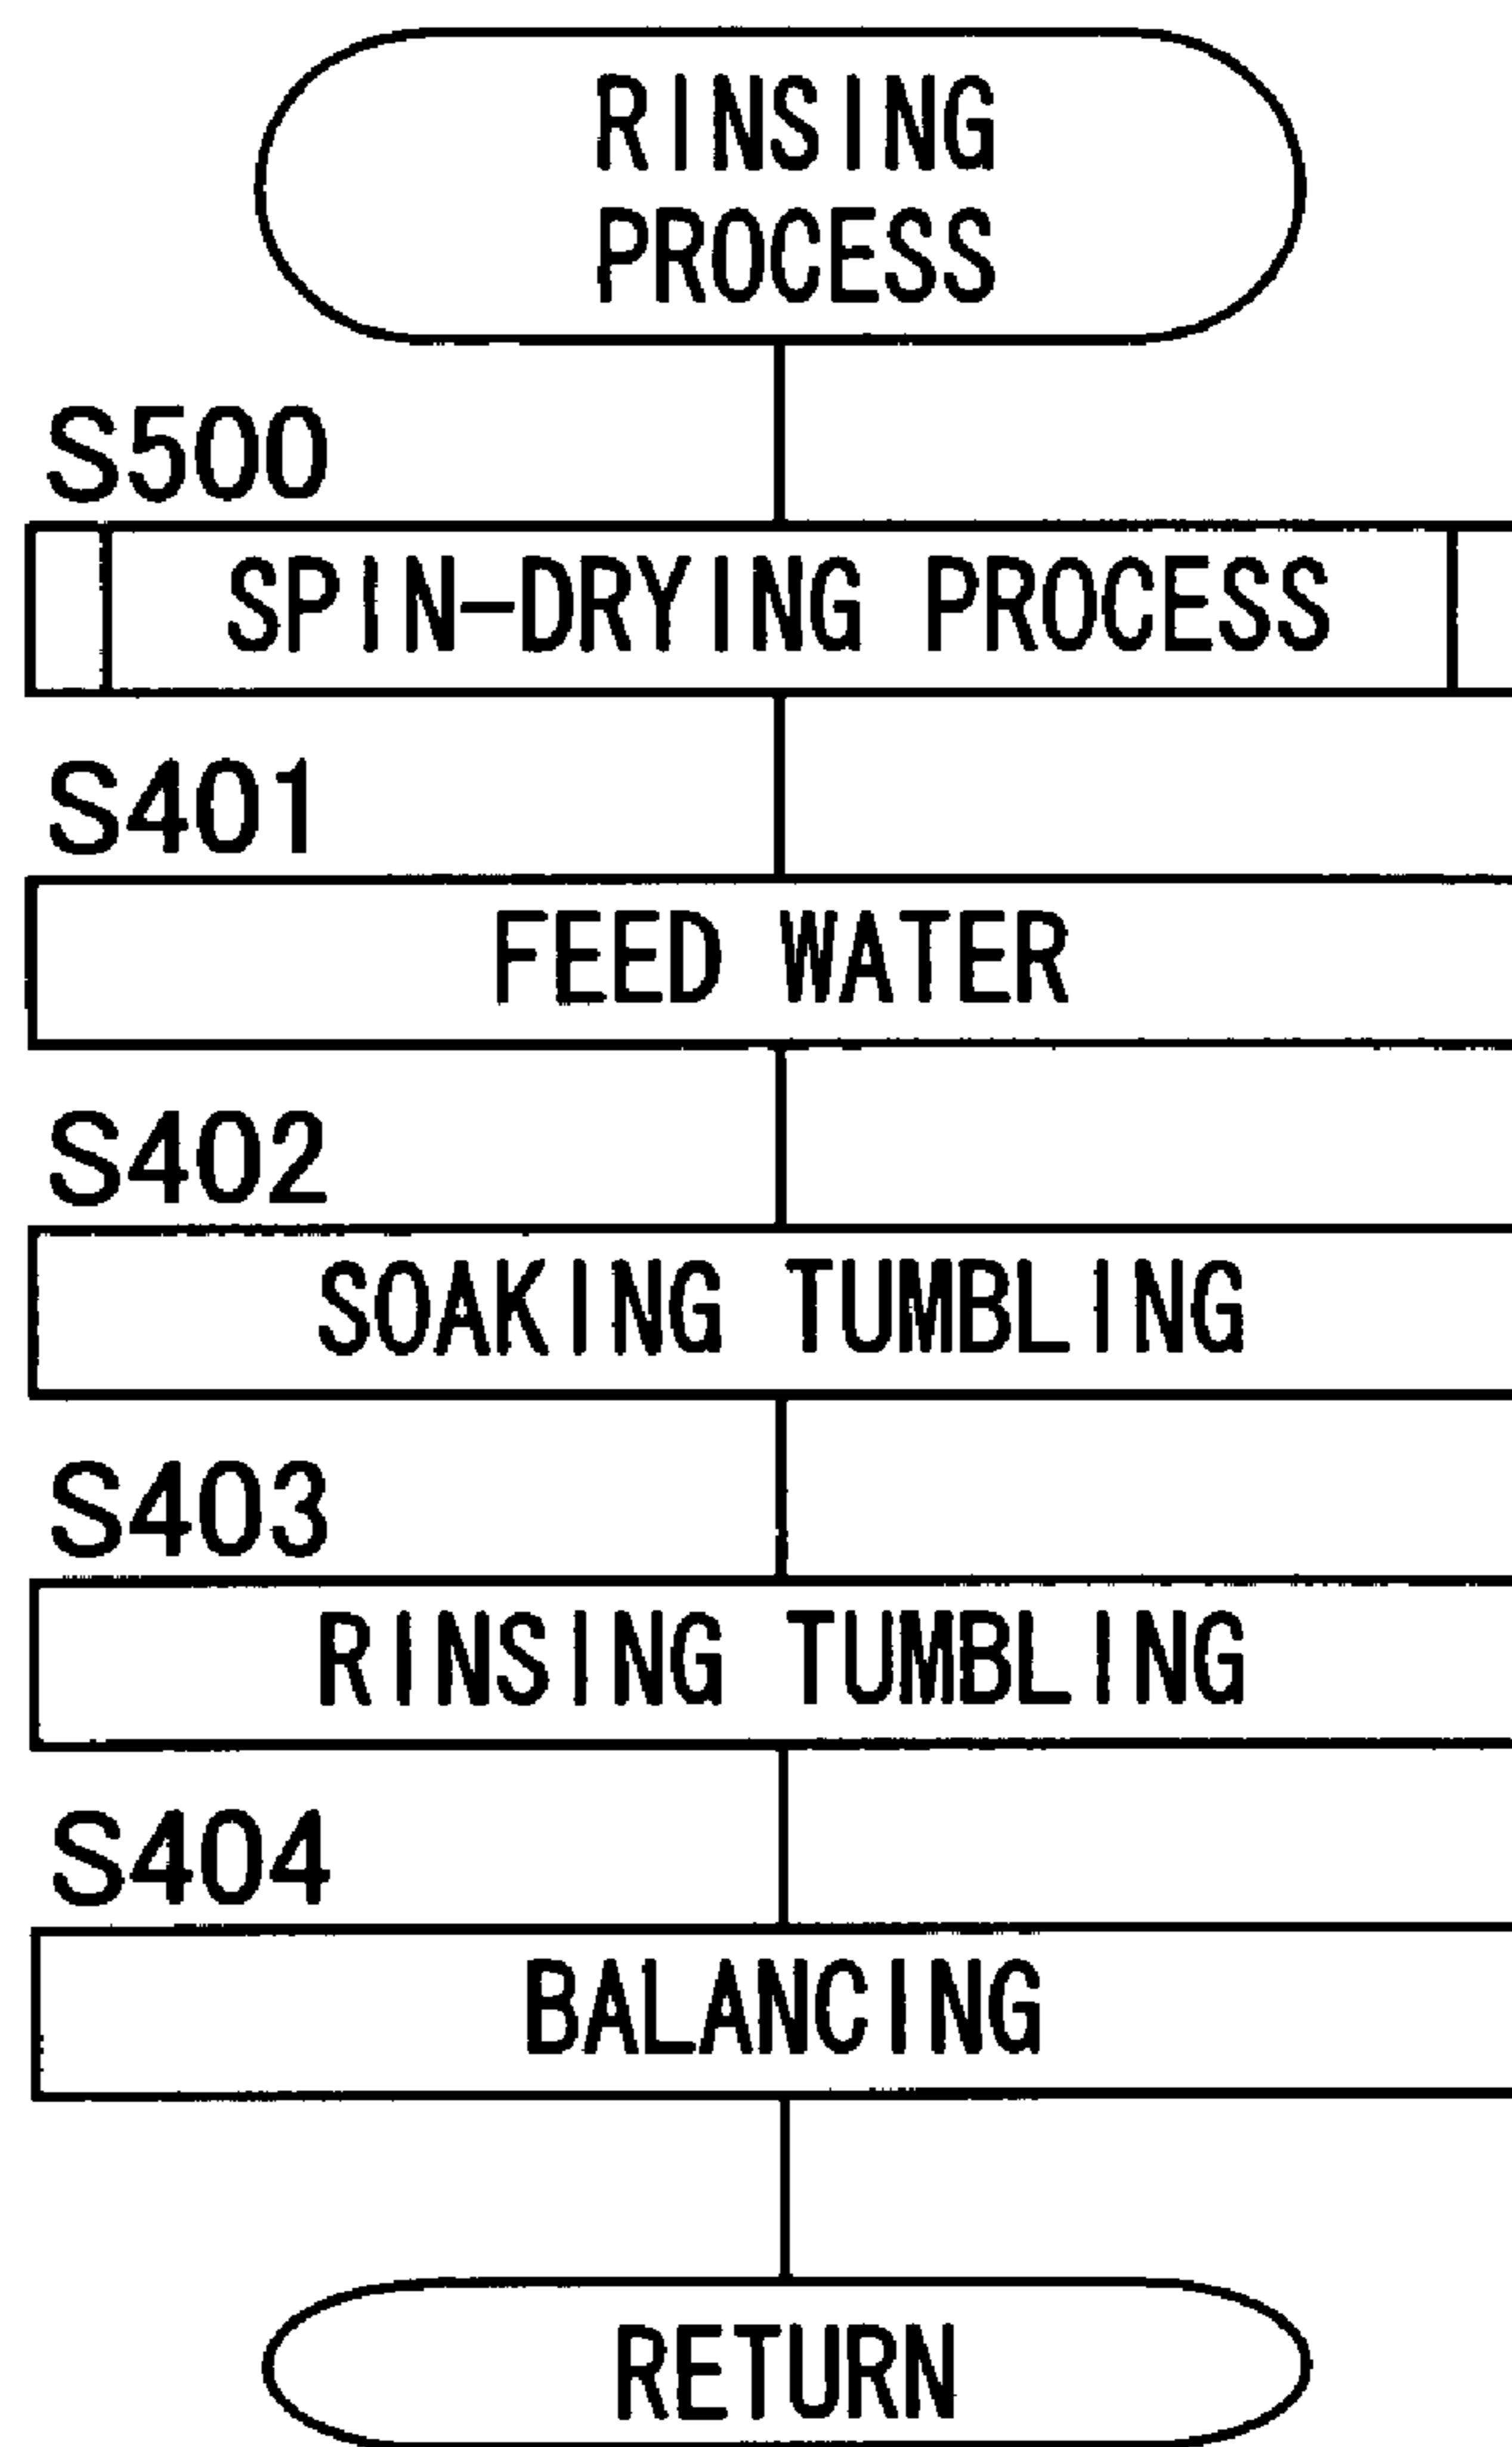 RINSING
PROCESS
S500
SPIN-DRYING PROCESS
S401
FEED WATER
S402
SOAKING TUMBLING
S403
RINSING TUMBLING
S404
BALANCING
RETURN